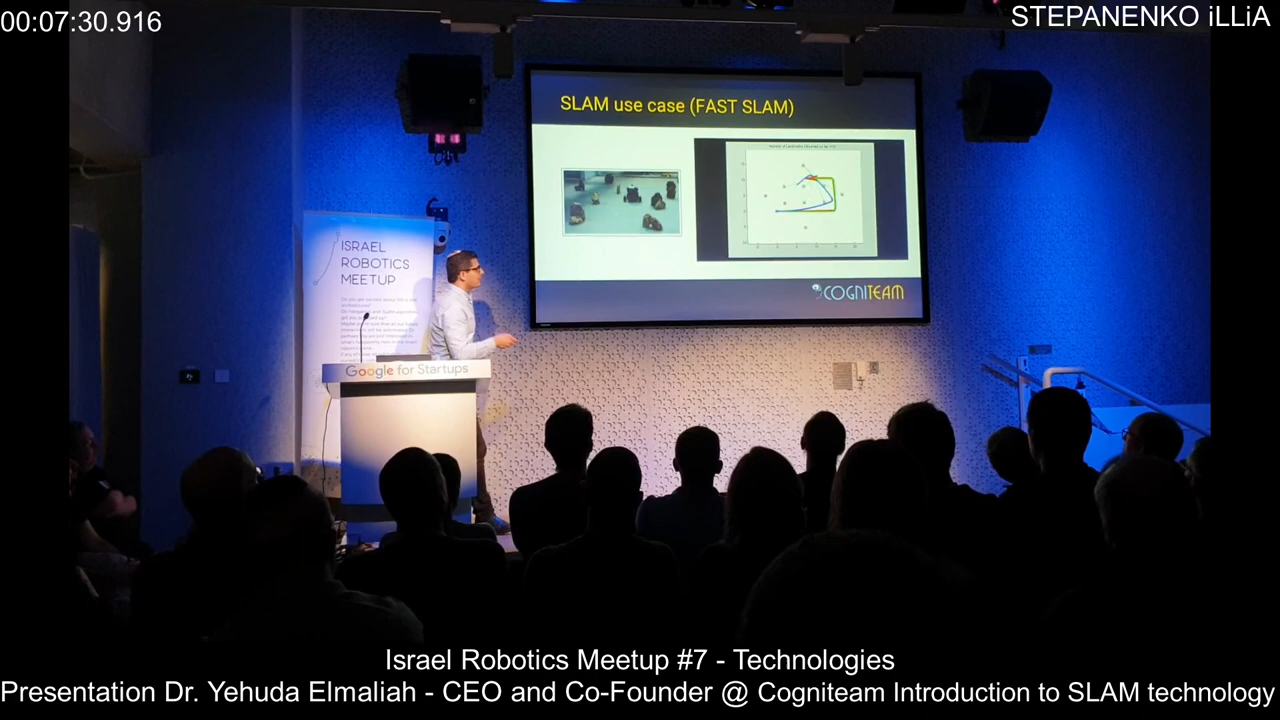 00:07:30.916
STEPANENKO iLLiA
SLAM use case (FAST SLAM)
COGNITEAM
ISRAEL
ROBOTICS
MEETUP
Google for Startups
Israel Robotics Meetup #7 - Technologies
Presentation Dr. Yehuda Elmaliah - CEO and Co-Founder @ Cogniteam Introduction to SLAM technology